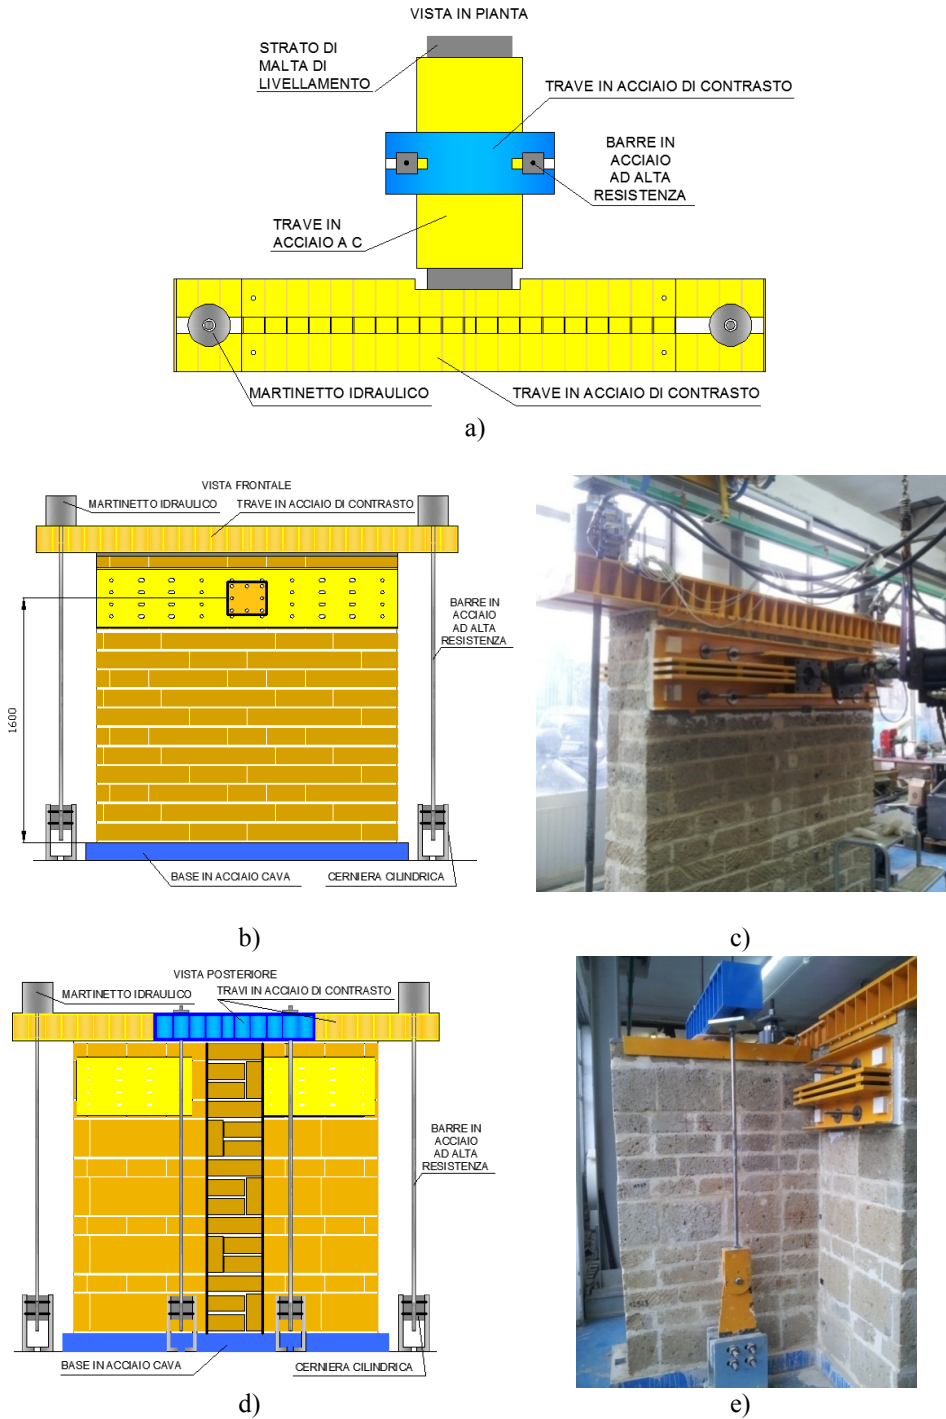 VISTA IN PIANTA
STRATO DI
MALTA DI
LIVELLAMENTO
TRAVE IN ACCIAIO DI CONTRASTO
BARRE IN
ACCIAIO
AD ALTA
RESISTENZA
TRAVE IN
ACCIAIO A C
MARTINETTO IDRAULICO
TRAVE IN ACCIAIO DI CONTRASTO
a)
VISTA FRONTALE
MARTINETTO IDRAULICO
TRAVE IN ACCIAIO DI CONTRASTO
BARRE IN
ACCIAIO
AD ALTA
RESISTENZA
1600
BASE IN ACCIAIO CAVA
CERNIERA CILINDRICA
b)
c)
VISTA POSTERIORE
MARTINETTO IDRAULICO
TRAVI IN ACCIAIO DI CONTRASTO
BARRE IN
ACCIAIO
AD ALTA
RESISTENZA
BASE IN ACCIAIO CAVA
CERNIERA CILINDRICA
d)
e)